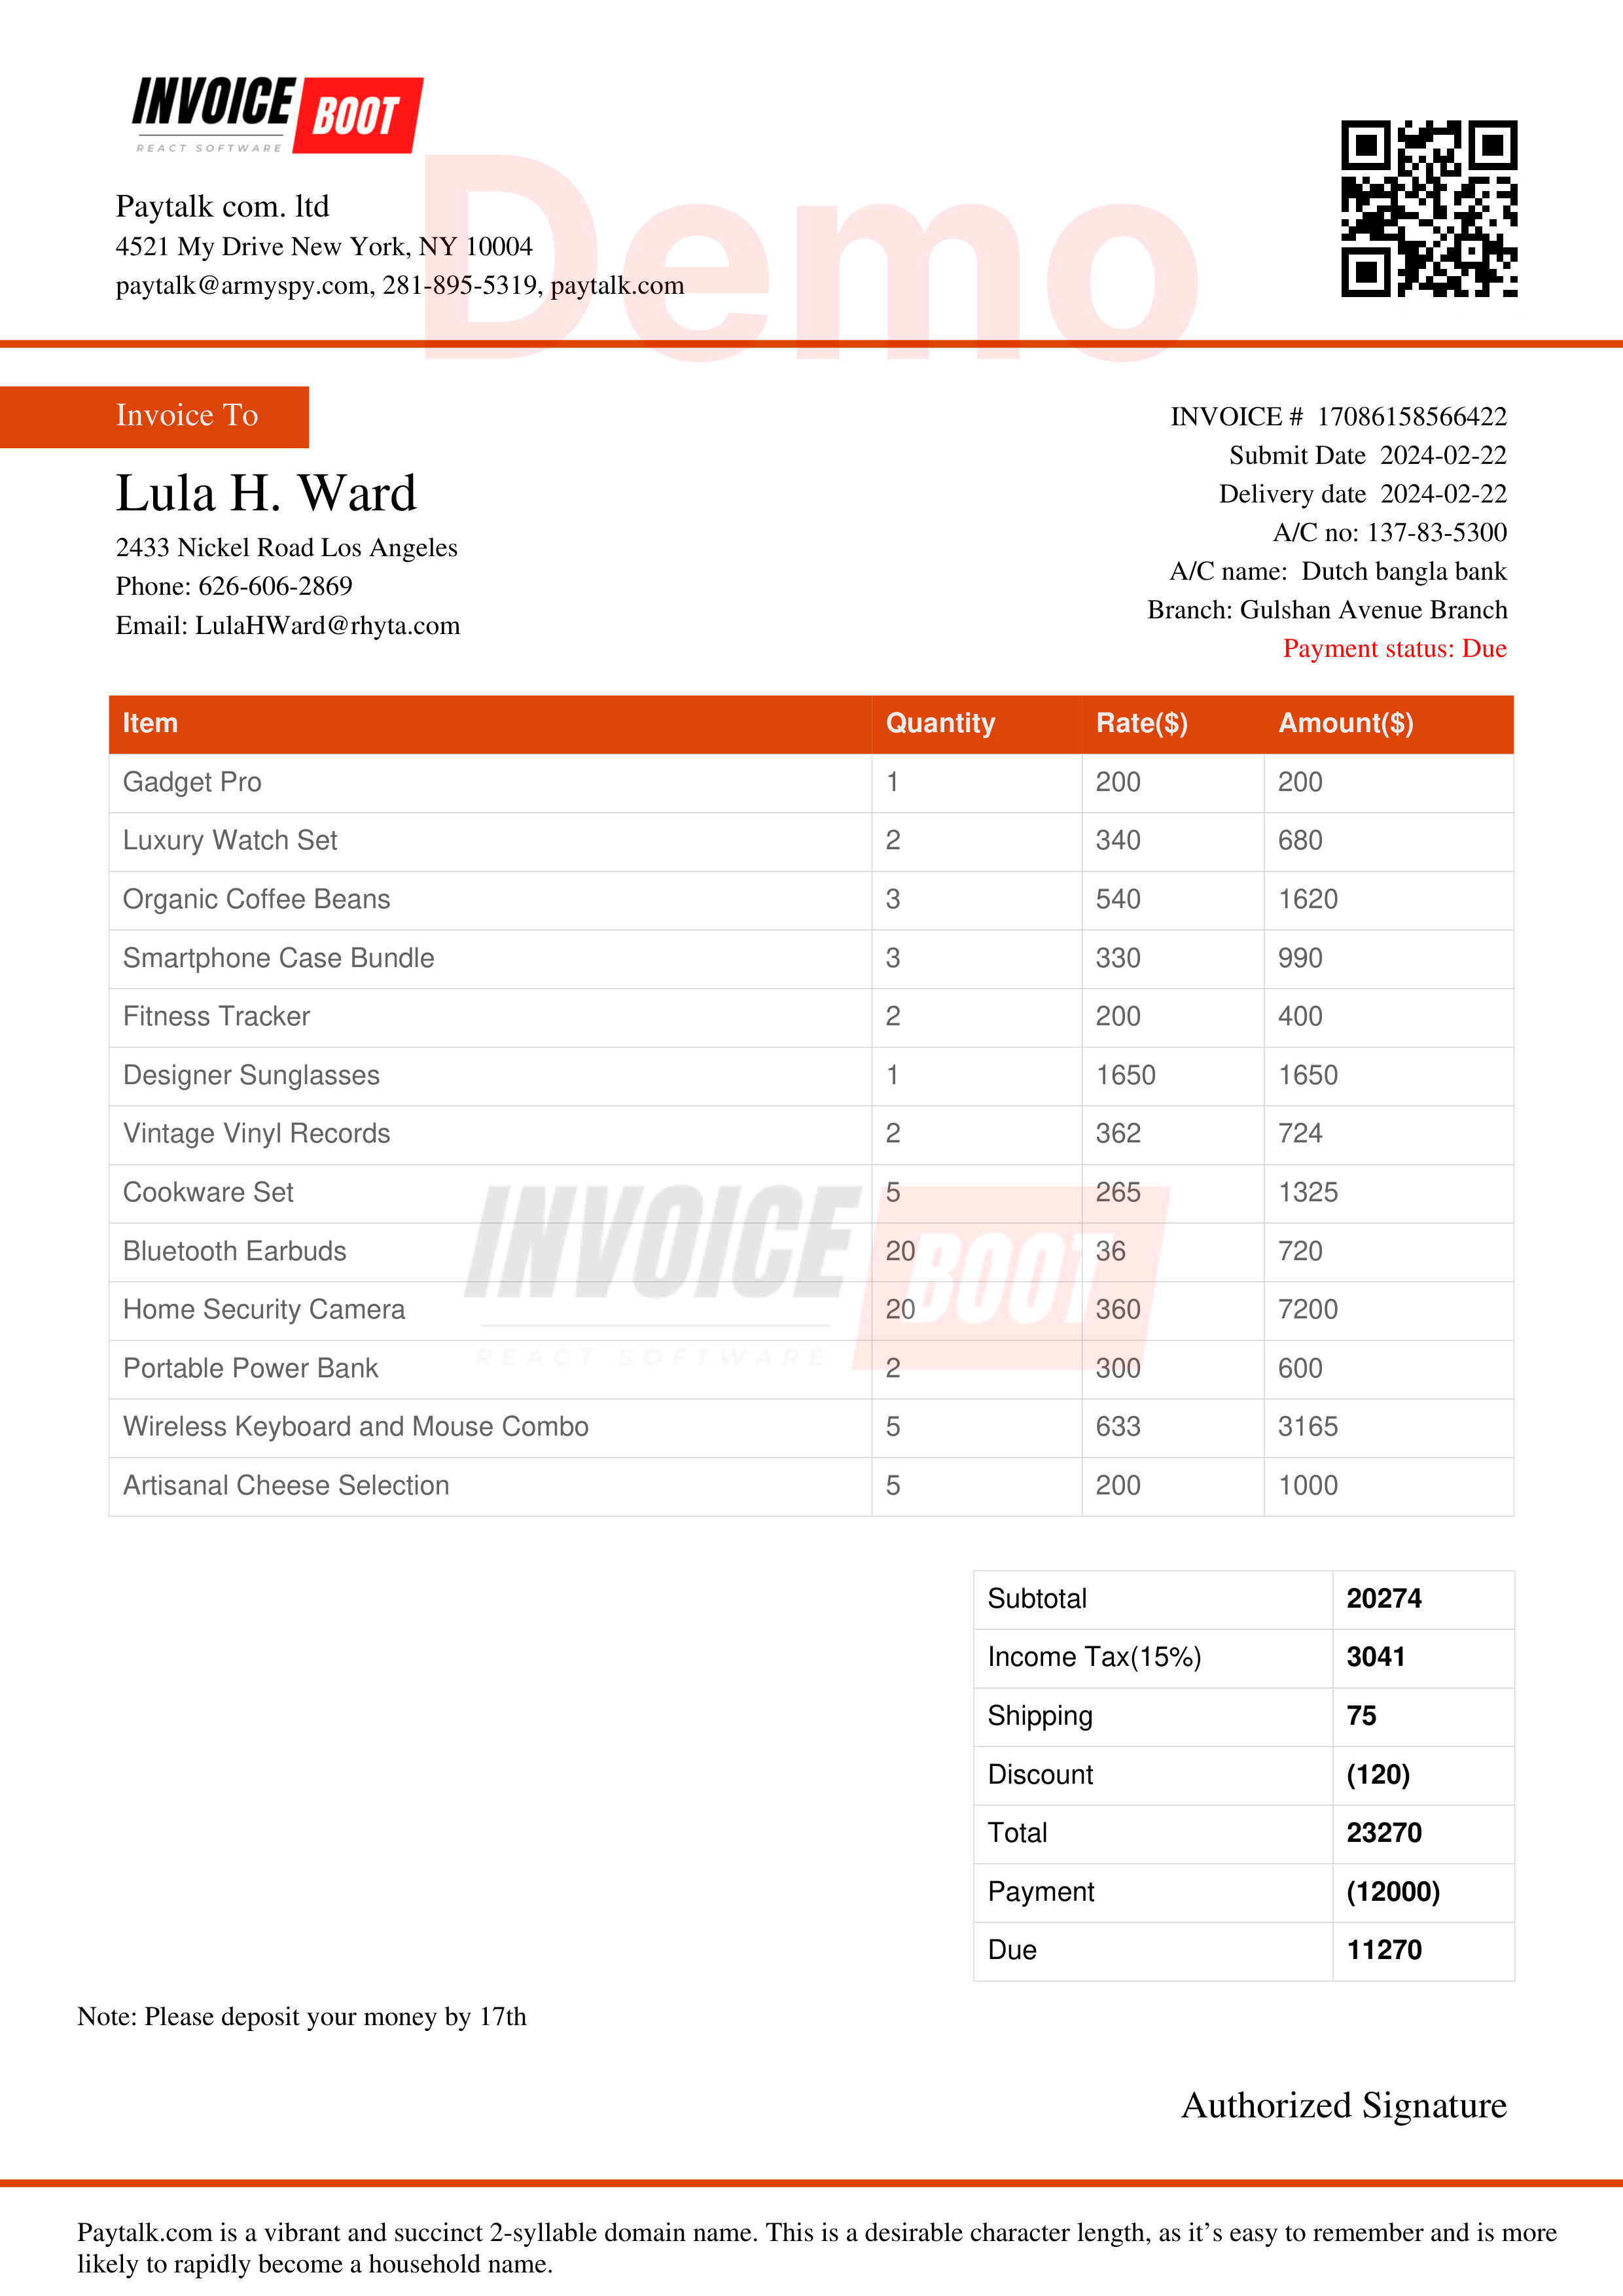 INVOICE BOOT
REACT SOFTWARE
Demo
Paytalk com. ltd
4521 My Drive New York, NY 10004
paytalk@armyspy.com, 281-895-5319, paytalk.com
Invoice To
Lula H. Ward
2433 Nickel Road Los Angeles
Phone: 626-606-2869
Email: LulaHWard@rhyta.com
INVOICE # 17086158566422
Submit Date 2024-02-22
Delivery date 2024-02-22
A/C no: 137-83-5300
A/C name: Dutch bangla bank
Branch: Gulshan Avenue Branch
Payment status: Due
Item Quantity Rate($) Amount($)
Gadget Pro 1 200 200
Luxury Watch Set 2 340 680
Organic Coffee Beans 3 540 1620
Smartphone Case Bundle 3 330 990
Fitness Tracker 2 200 400
Designer Sunglasses 1 1650 1650
Vintage Vinyl Records 2 362 724
Cookware Set 5 265 1325
Bluetooth Earbuds 20 36 720
Home Security Camera 20 360 7200
Portable Power Bank 2 300 600
Wireless Keyboard and Mouse Combo 5 633 3165
Artisanal Cheese Selection 5 200 1000
INVOICE BOOT
REACT SOFTWARE
Subtotal 20274
Income Tax(15%) 3041
Shipping 75
Discount (120)
Total 23270
Payment (12000)
Due 11270
Note: Please deposit your money by 17th
Authorized Signature
Paytalk.com is a vibrant and succinct 2-syllable domain name. This is a desirable character length, as it’s easy to remember and is more
likely to rapidly become a household name.